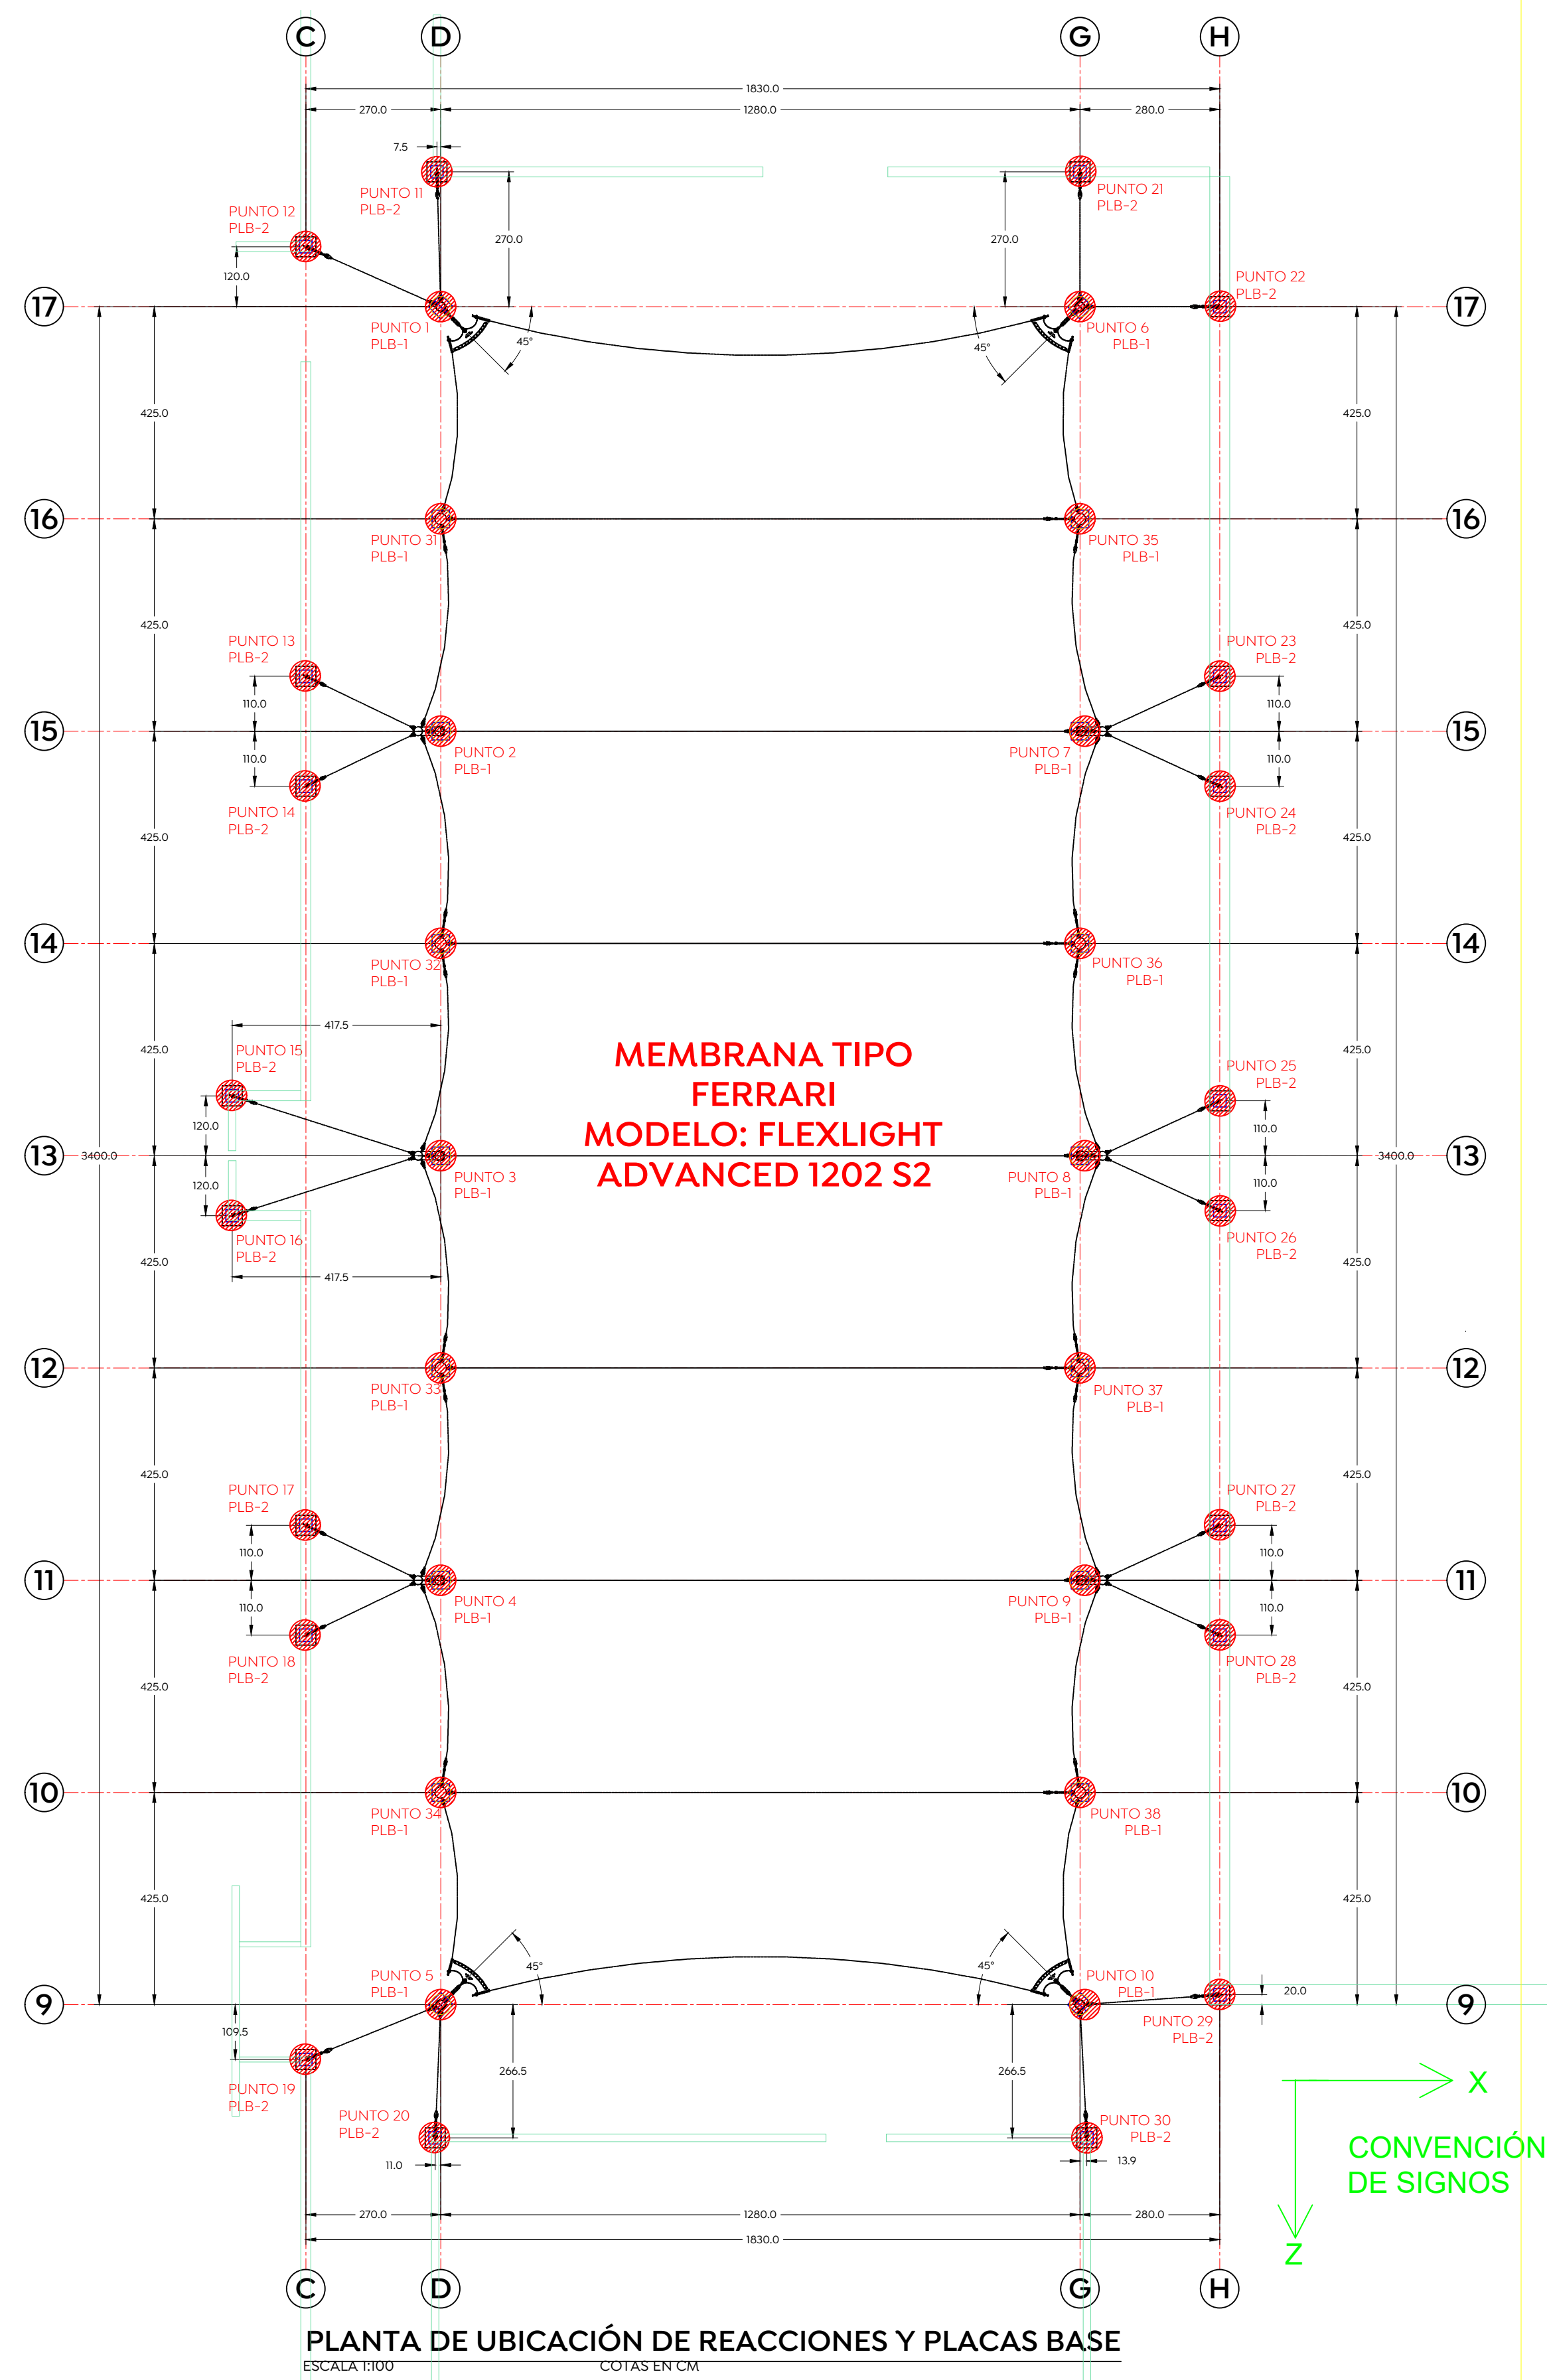 C D G H
1830.0
270.0 1280.0 280.0
7.5
PUNTO 11
PLB-2
PUNTO 21
PLB-2
PUNTO 12
PLB-2
270.0 270.0
120.0
PUNTO 22
PLB-2
17 17
PUNTO 1
PLB-1
45°
45°
PUNTO 6
PLB-1
425.0 425.0
16 16
PUNTO 31
PLB-1
PUNTO 35
PLB-1
425.0 425.0
PUNTO 13
PLB-2
PUNTO 23
PLB-2
110.0 110.0
15 15
PUNTO 2
PLB-1
PUNTO 7
PLB-1
110.0 110.0
PUNTO 14
PLB-2
PUNTO 24
PLB-2
425.0 425.0
14 14
PUNTO 32
PLB-1
PUNTO 36
PLB-1
417.5
425.0 425.0
PUNTO 15
PLB-2
MEMBRANA TIPO
FERRARI
MODELO: FLEXLIGHT
ADVANCED 1202 S2
PUNTO 25
PLB-2
120.0 110.0
13 3400.0 3400.0 13
PUNTO 3
PLB-1
PUNTO 8
PLB-1
120.0 110.0
PUNTO 16
PLB-2
PUNTO 26
PLB-2
425.0 425.0
417.5
12 12
PUNTO 33
PLB-1
PUNTO 37
PLB-1
425.0 425.0
PUNTO 17
PLB-2
PUNTO 27
PLB-2
110.0 110.0
11 11
PUNTO 4
PLB-1
PUNTO 9
PLB-1
110.0 110.0
PUNTO 18
PLB-2
PUNTO 28
PLB-2
425.0 425.0
10 10
PUNTO 34
PLB-1
PUNTO 38
PLB-1
425.0 425.0
45° 45°
PUNTO 5
PLB-1
PUNTO 10
PLB-1
20.0
9 9
PUNTO 29
PLB-2
109.5
266.5 266.5
PUNTO 19
PLB-2
PUNTO 20
PLB-2
PUNTO 30
PLB-2
11.0 13.9
X
CONVENCIÓN
DE SIGNOS
Z
270.0 1280.0 280.0
1830.0
C D G H
PLANTA DE UBICACIÓN DE REACCIONES Y PLACAS BASE
ESCALA 1:100 COTAS EN CM